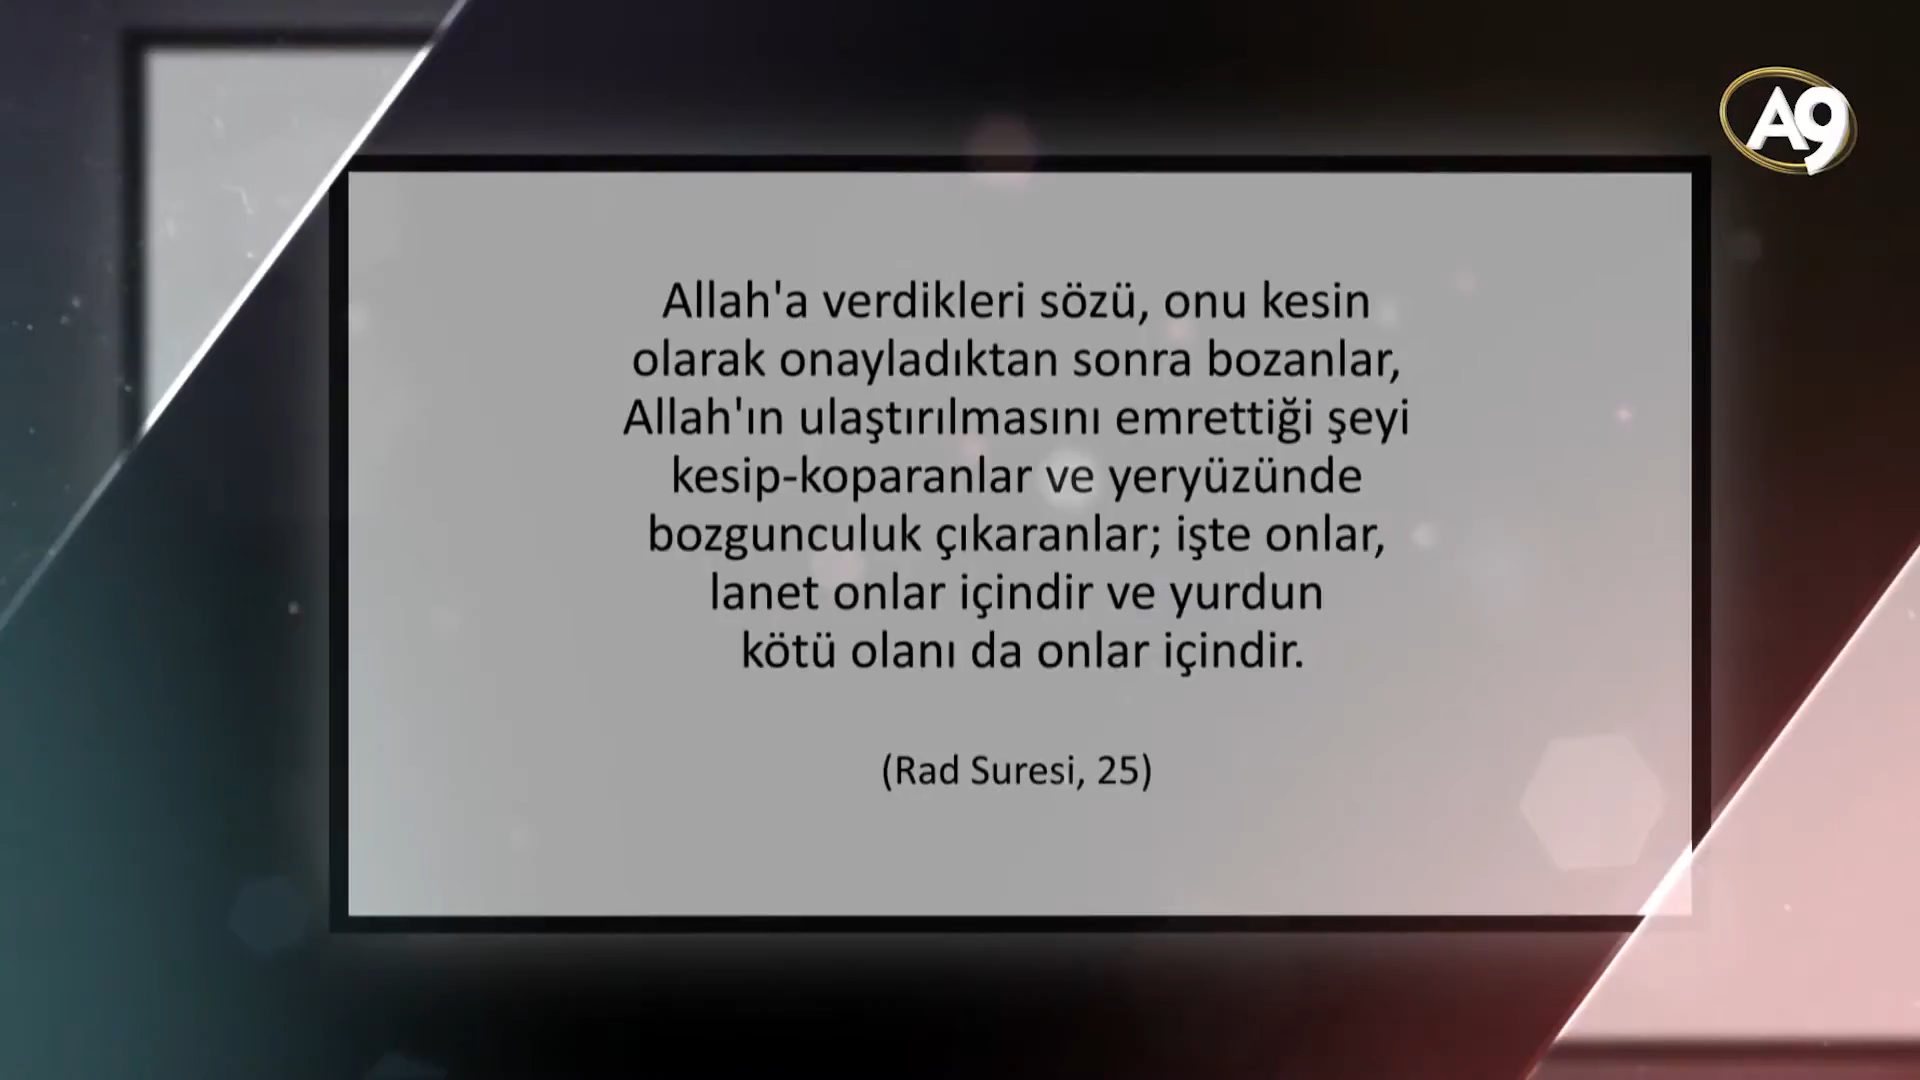 A9
Allah'a verdikleri sözü, onu kesin
olarak onayladıktan sonra bozanlar,
Allah'ın ulaştırılmasını emrettiği şeyi
kesip-koparanlar ve yeryüzünde
bozgunculuk çıkaranlar; işte onlar,
lanet onlar içindir ve yurdun
kötü olanı da onlar içindir.
(Rad Suresi, 25)